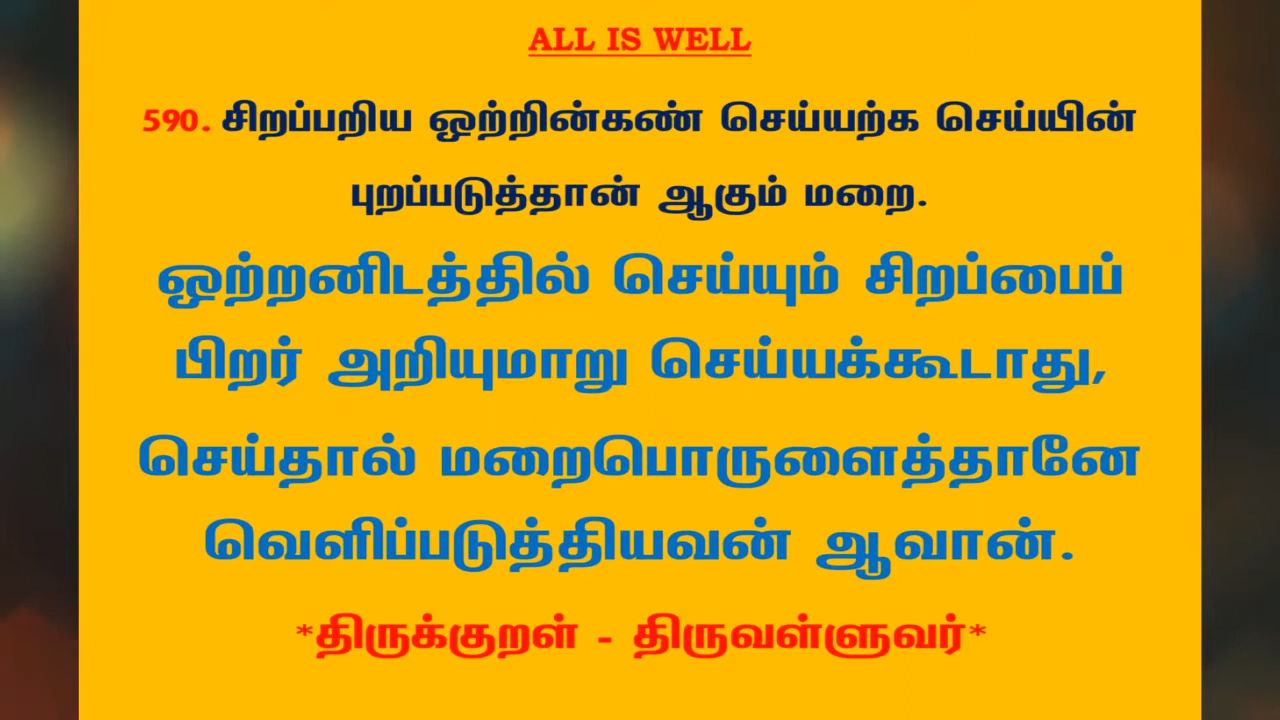 ALL IS WELL
590. சிறப்பறிய ஒற்றின்கண் செய்யற்க செய்யின்
புறப்படுத்தான் ஆகும் மறை.
ஒற்றனிடத்தில் செய்யும் சிறப்பைப்
பிறர் அறியுமாறு செய்யக்கூடாது,
செய்தால் மறைபொருளைத்தானே
வெளிப்படுத்தியவன் ஆவான்.
*திருக்குறள் - திருவள்ளுவர்*